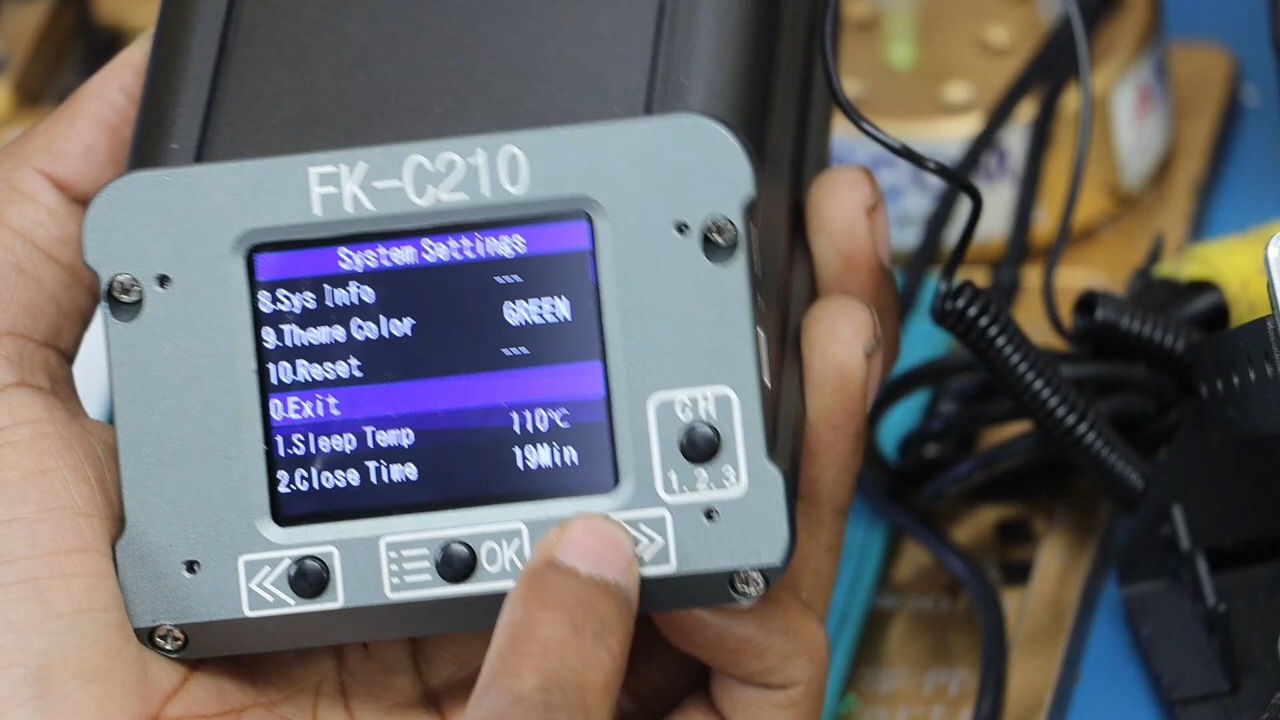 FK-C210
System Settings
8.Sys Info ---
9.Theme Color GREEN
10.Reset ---
0.Exit
1.Sleep Temp 110℃
2.Close Time 19Min
CH
1.2.3
OK